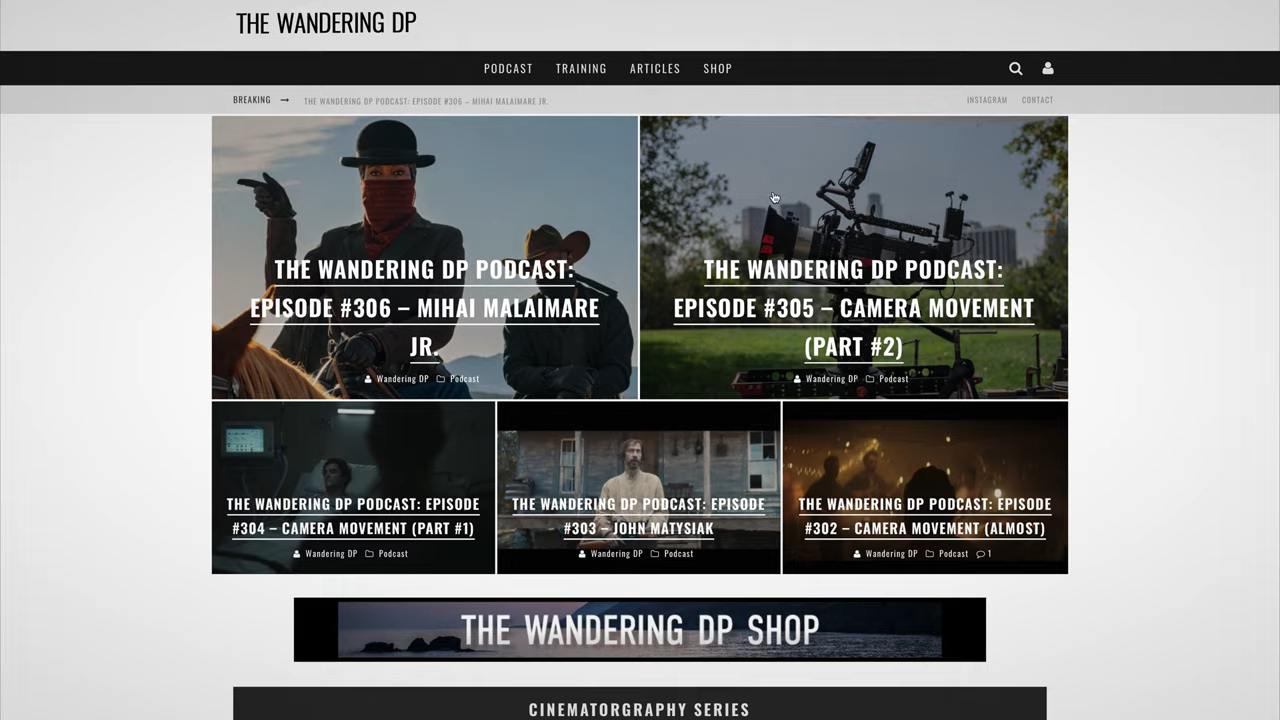 THE WANDERING DP
PODCAST TRAINING ARTICLES SHOP
BREAKING THE WANDERING DP PODCAST: EPISODE #306 – MIHAI MALAIMARE JR. INSTAGRAM CONTACT
THE WANDERING DP PODCAST:
EPISODE #306 – MIHAI MALAIMARE
JR.
Wandering DP Podcast
THE WANDERING DP PODCAST:
EPISODE #305 – CAMERA MOVEMENT
(PART #2)
Wandering DP Podcast
THE WANDERING DP PODCAST: EPISODE
#304 – CAMERA MOVEMENT (PART #1)
Wandering DP Podcast
THE WANDERING DP PODCAST: EPISODE
#303 – JOHN MATYSIAK
Wandering DP Podcast
THE WANDERING DP PODCAST: EPISODE
#302 – CAMERA MOVEMENT (ALMOST)
Wandering DP Podcast 1
THE WANDERING DP SHOP
CINEMATORGRAPHY SERIES